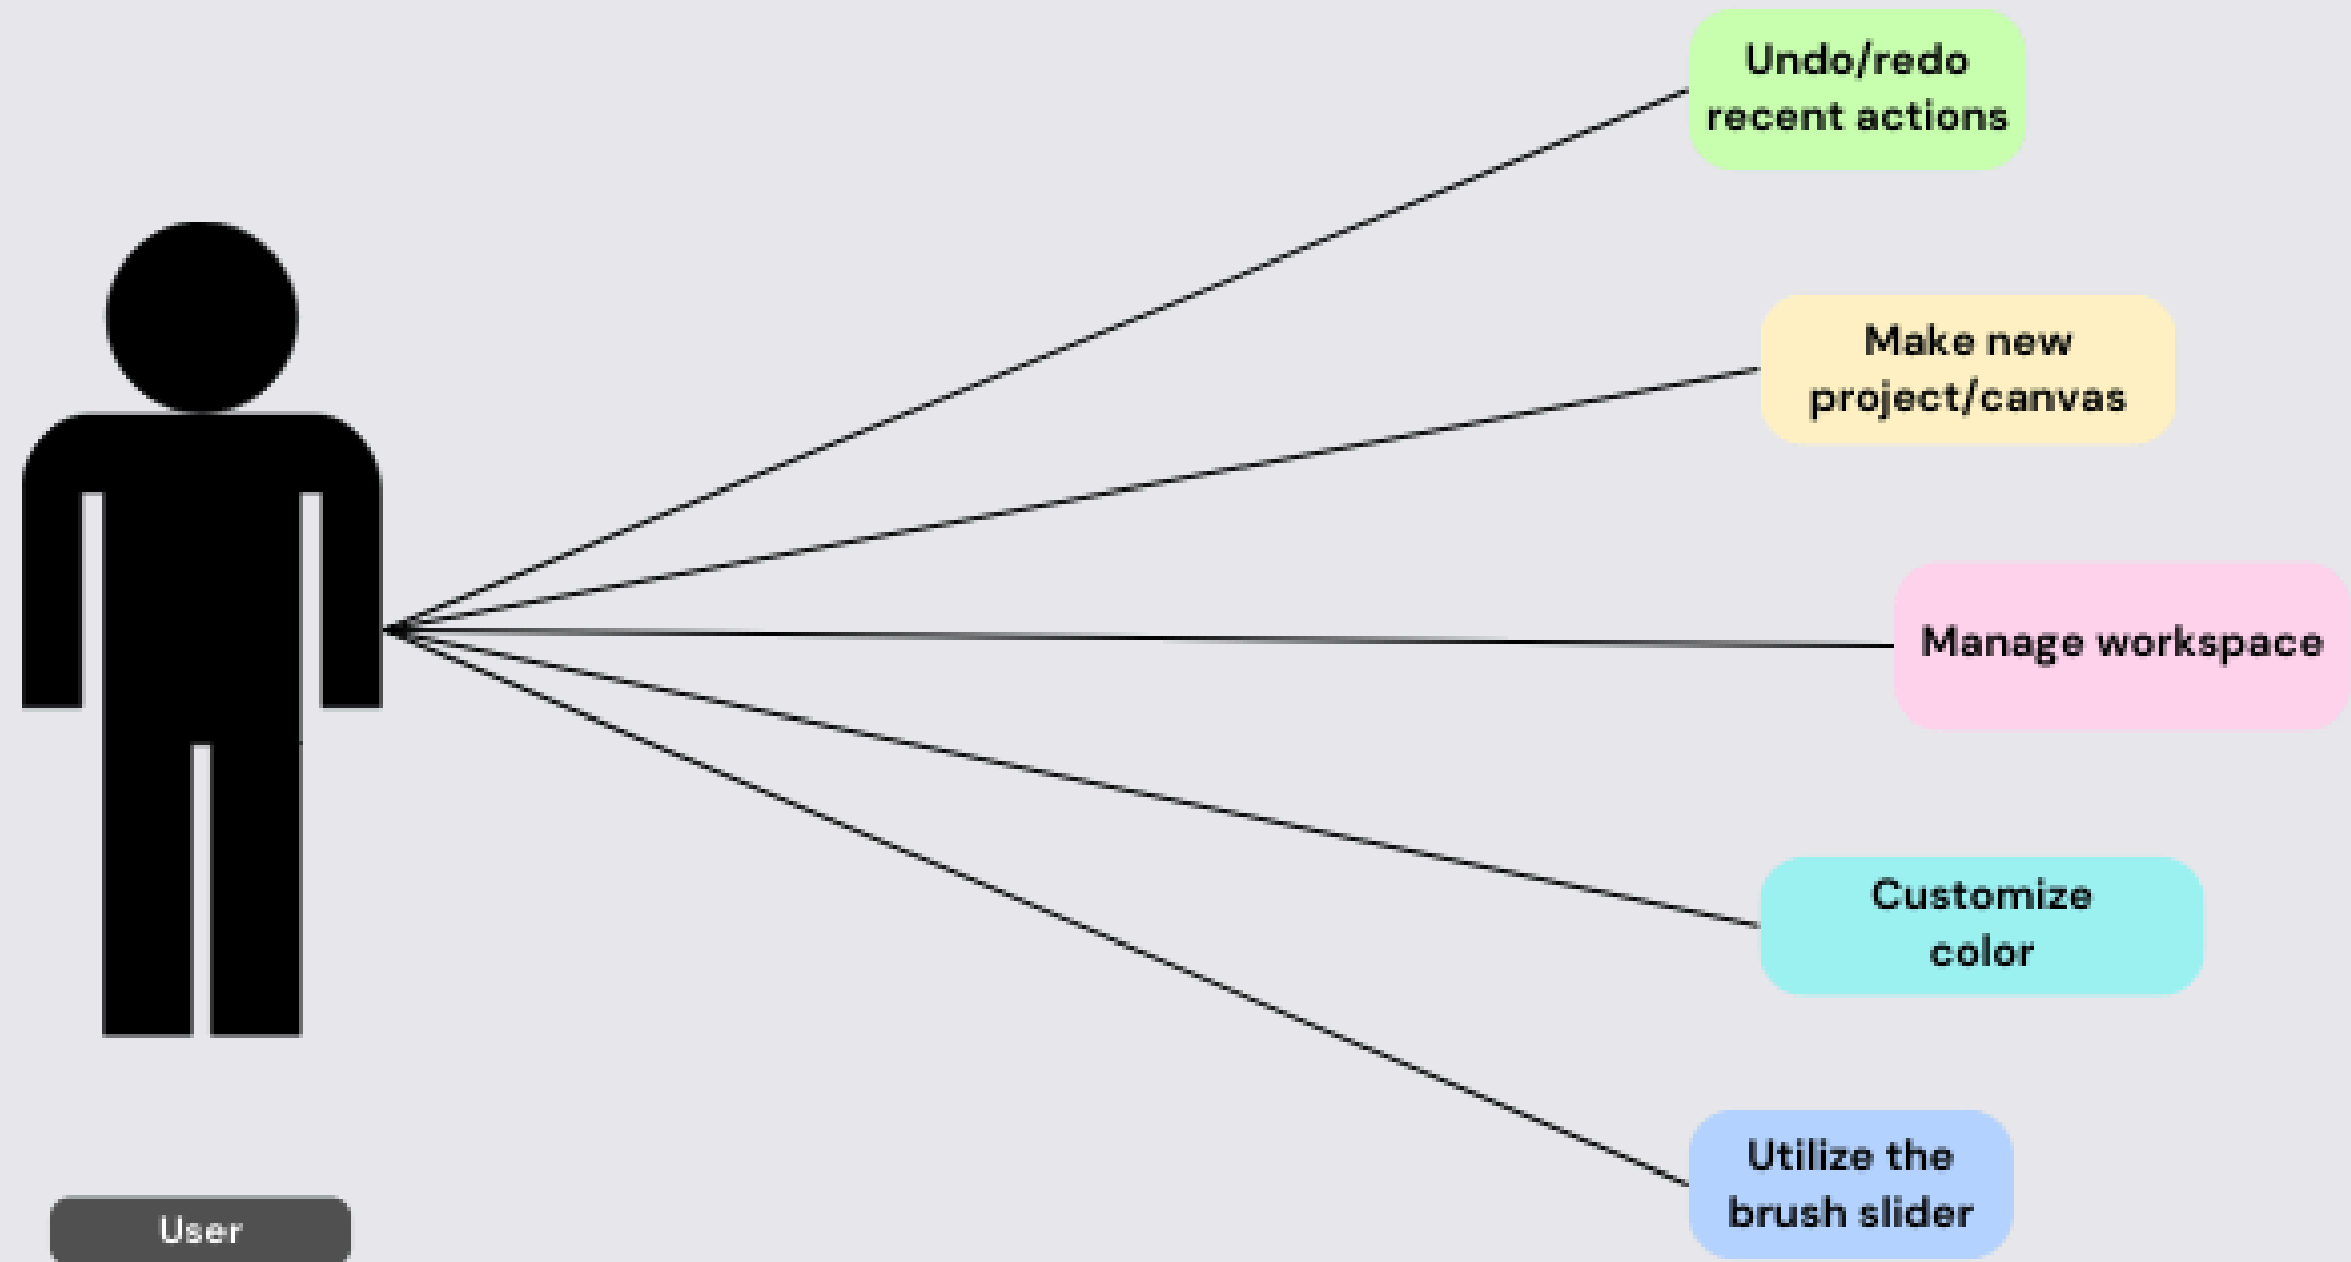 Undo/redo
recent actions
Make new
project/canvas
Manage workspace
Customize
color
Utilize the
brush slider
User